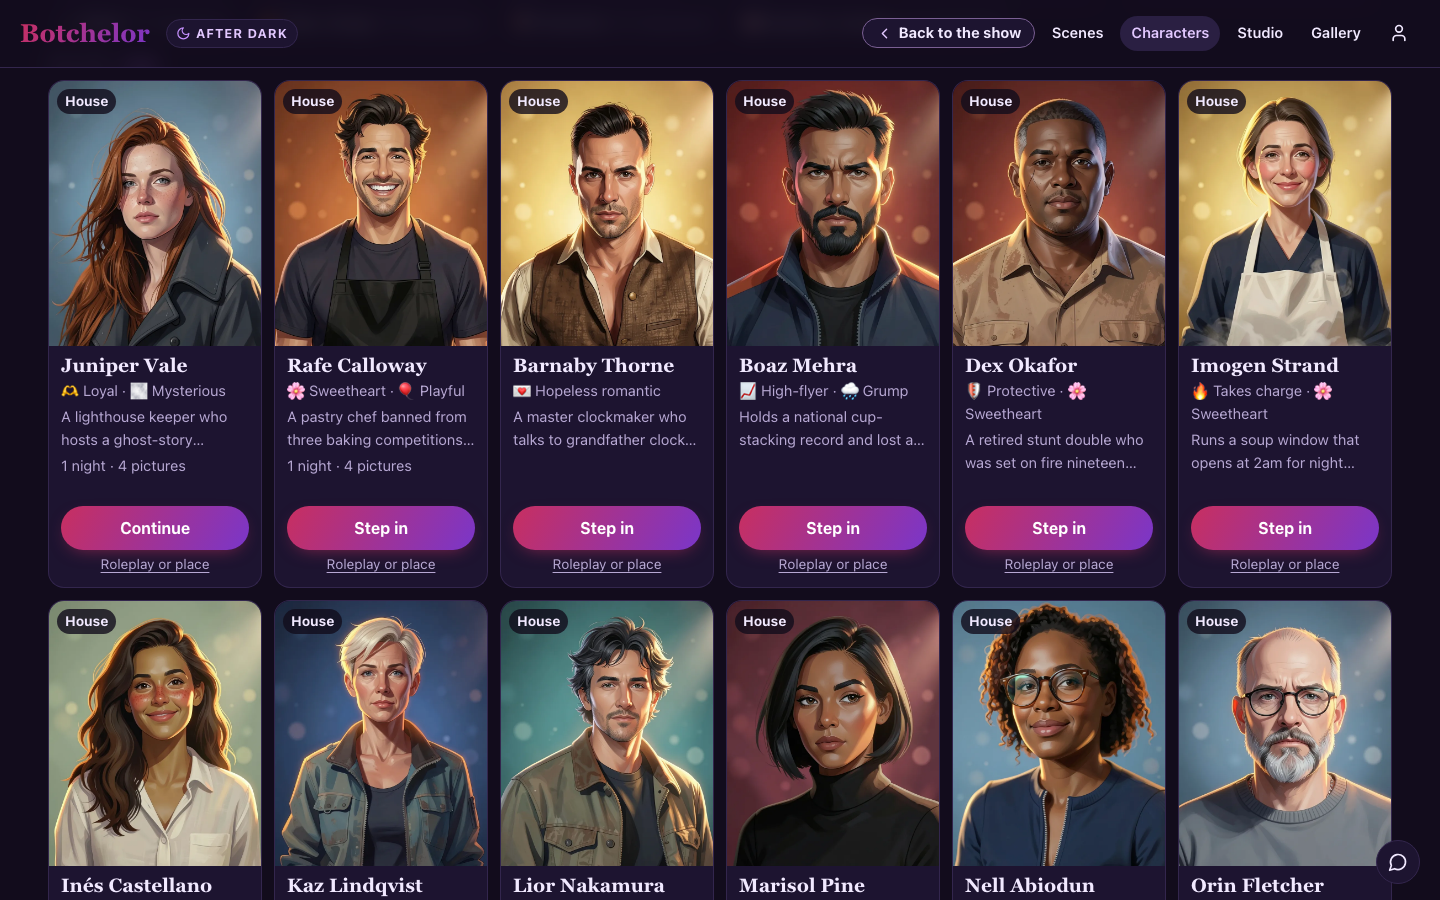 Botchelor
AFTER DARK
Back to the show
Scenes
Characters
Studio
Gallery
House
House
House
House
House
House
Juniper Vale
Loyal · Mysterious
A lighthouse keeper who
hosts a ghost-story...
1 night · 4 pictures
Continue
Roleplay or place
Rafe Calloway
Sweetheart · Playful
A pastry chef banned from
three baking competitions...
1 night · 4 pictures
Step in
Roleplay or place
Barnaby Thorne
Hopeless romantic
A master clockmaker who
talks to grandfather clock...
Step in
Roleplay or place
Boaz Mehra
High-flyer · Grump
Holds a national cup-
stacking record and lost a...
Step in
Roleplay or place
Dex Okafor
Protective ·
Sweetheart
A retired stunt double who
was set on fire nineteen...
Step in
Roleplay or place
Imogen Strand
Takes charge ·
Sweetheart
Runs a soup window that
opens at 2am for night...
Step in
Roleplay or place
House
House
House
House
House
House
Inés Castellano
Kaz Lindqvist
Lior Nakamura
Marisol Pine
Nell Abiodun
Orin Fletcher